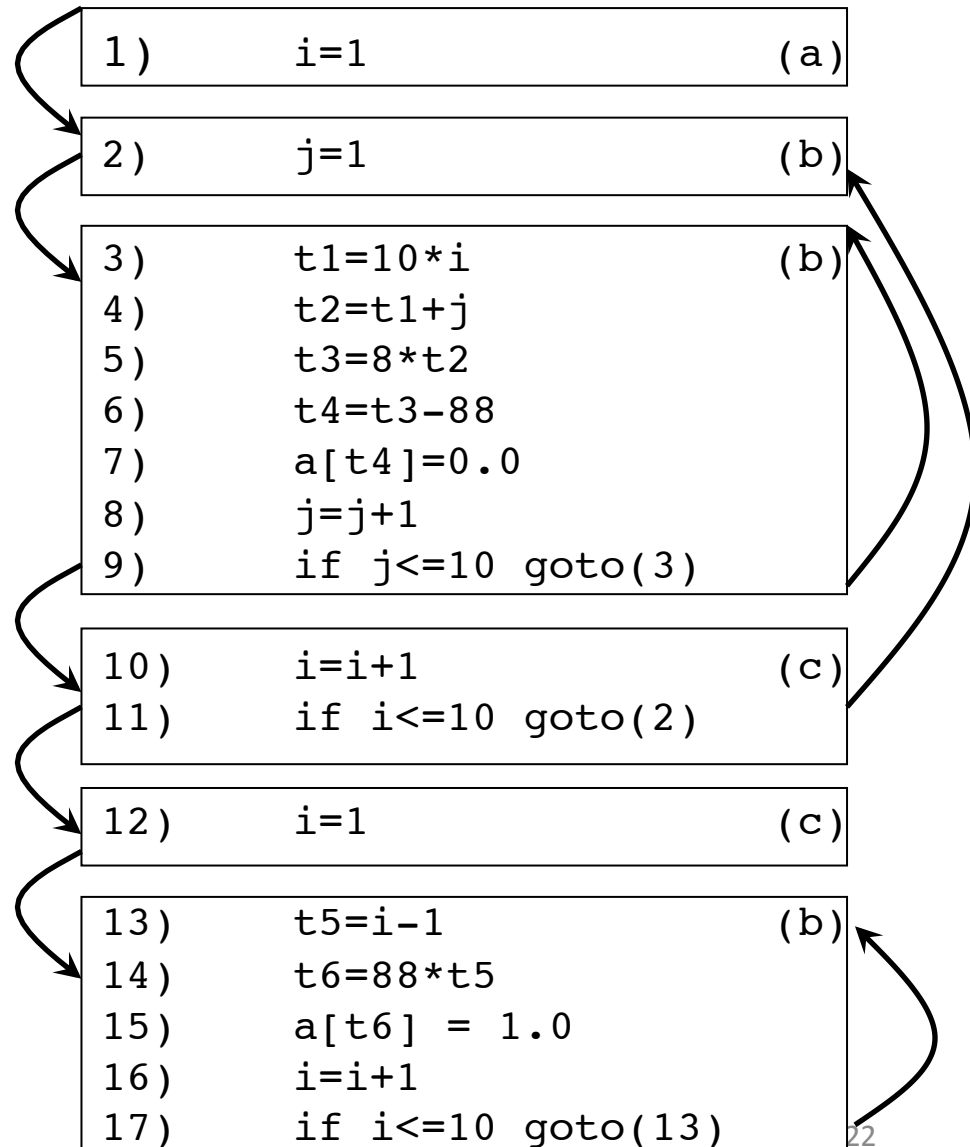 1) i=1 (a)
2) j=1 (b)
3) t1=10*i (b)
4) t2=t1+j
5) t3=8*t2
6) t4=t3-88
7) a[t4]=0.0
8) j=j+1
9) if j<=10 goto(3)
10) i=i+1 (c)
11) if i<=10 goto(2)
12) i=1 (c)
13) t5=i-1 (b)
14) t6=88*t5
15) a[t6] = 1.0
16) i=i+1
17) if i<=10 goto(13)
22